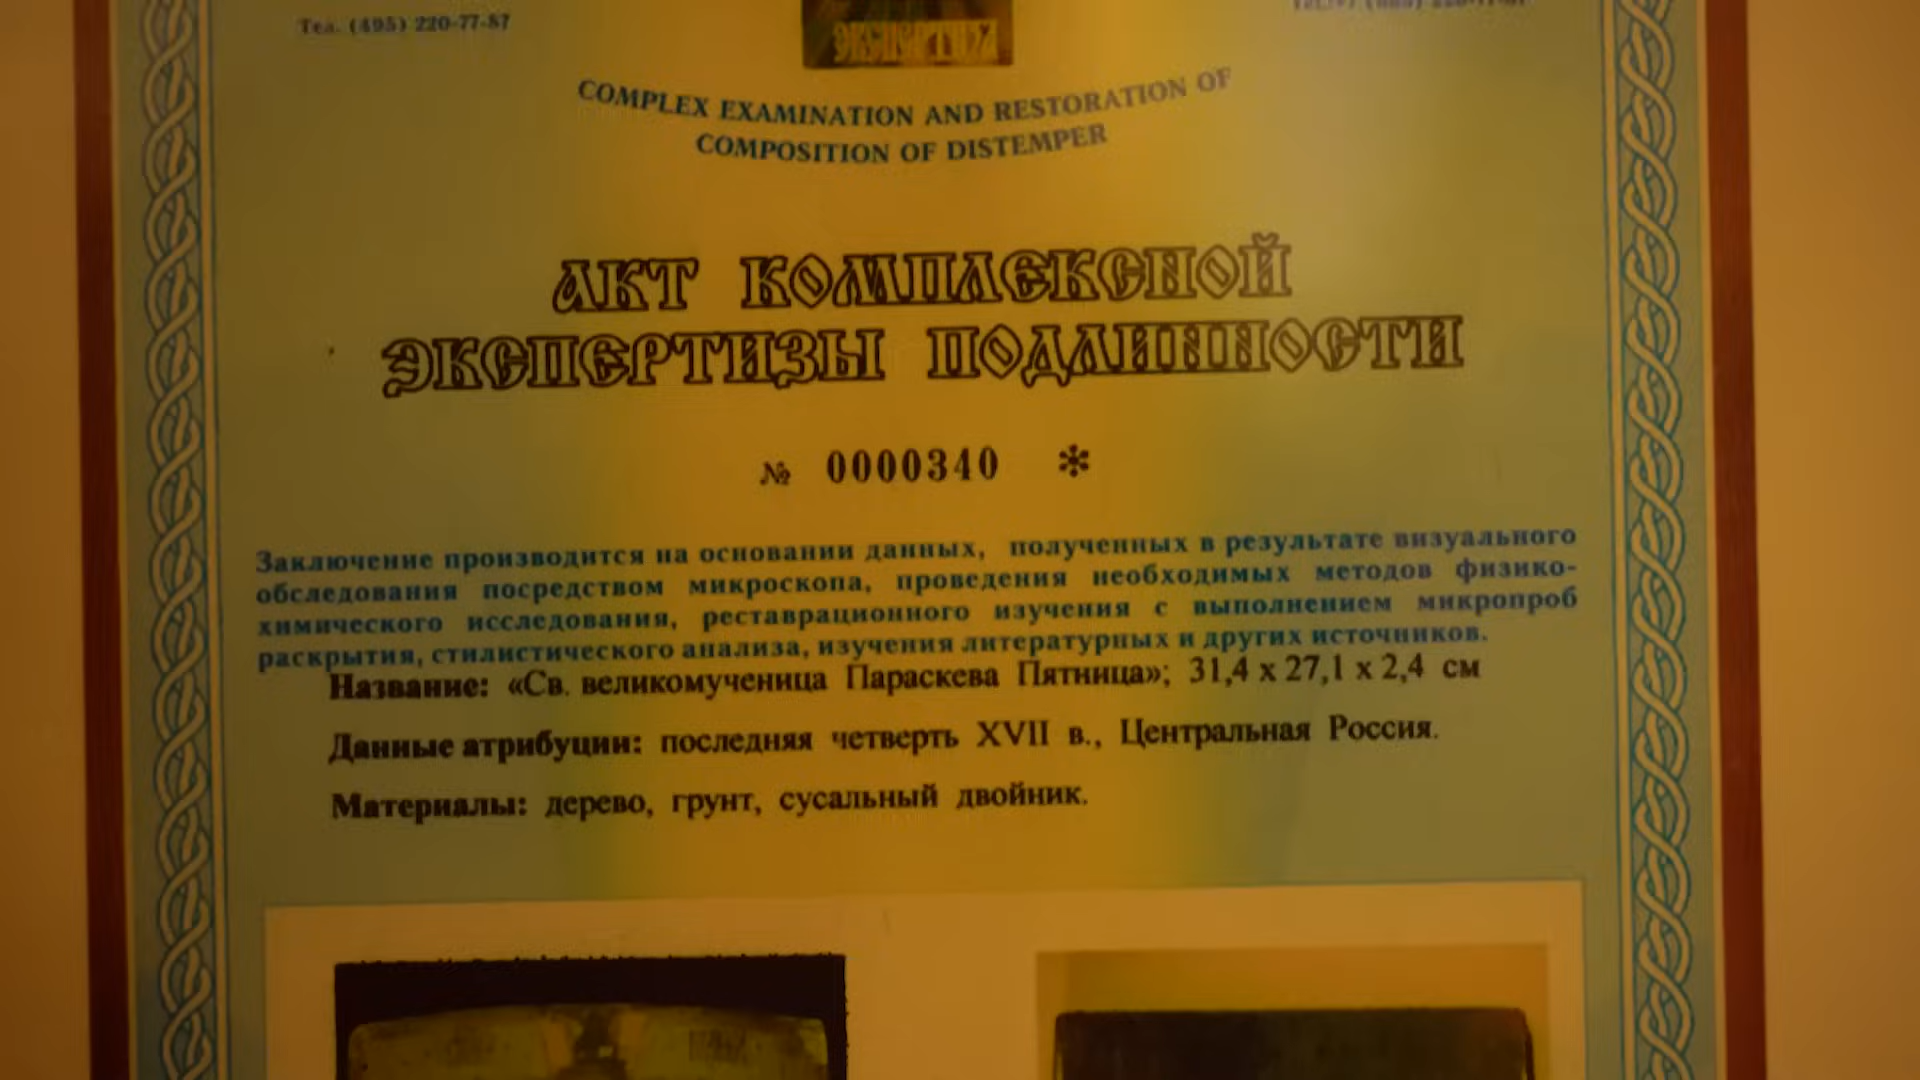 Тел. (495) 220-77-87
ЭКСПЕРТИЗА
COMPLEX EXAMINATION AND RESTORATION OF
COMPOSITION OF DISTEMPER
АКТ КОМПЛЕКСНОЙ
ЭКСПЕРТИЗЫ ПОДЛИННОСТИ
№ 0000340 *
Заключение производится на основании данных, полученных в результате визуального
обследования посредством микроскопа, проведения необходимых методов физико-
химического исследования, реставрационного изучения с выполнением микропроб
раскрытия, стилистического анализа, изучения литературных и других источников.
Название: «Св. великомученица Параскева Пятница»; 31,4 х 27,1 х 2,4 см
Данные атрибуции: последняя четверть XVII в., Центральная Россия.
Материалы: дерево, грунт, сусальный двойник.